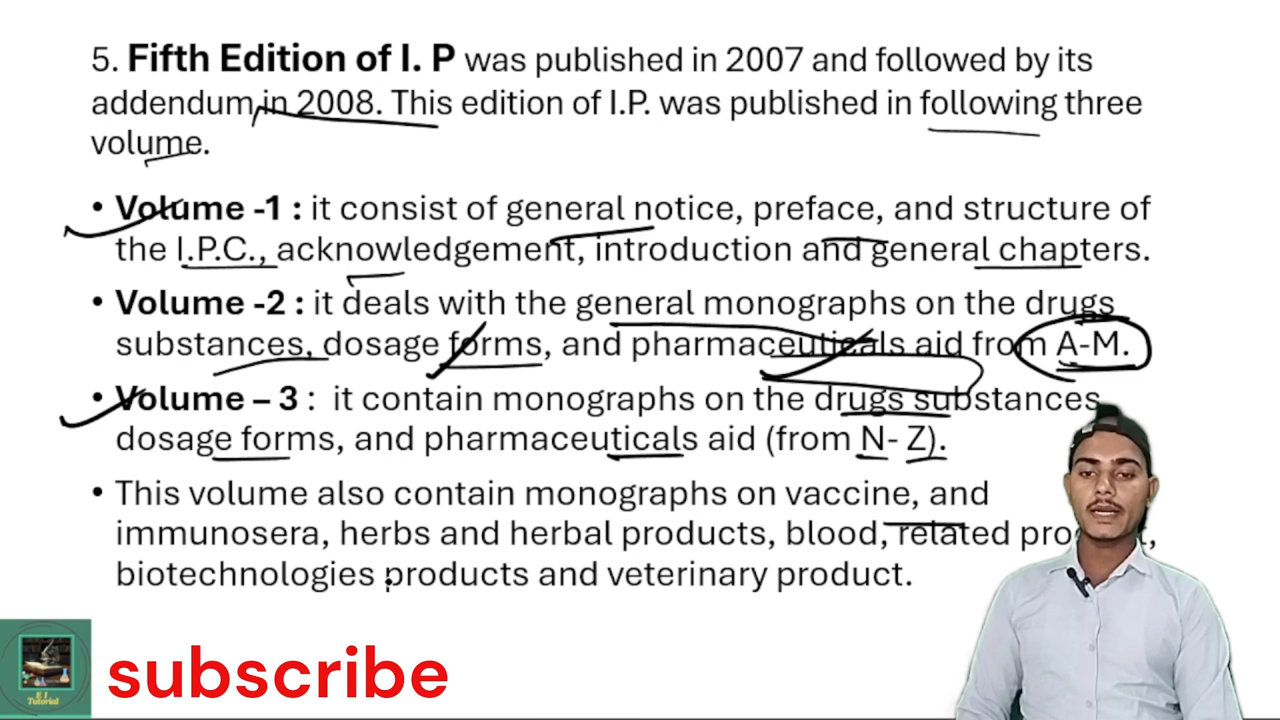 5. Fifth Edition of I. P was published in 2007 and followed by its
addendum in 2008. This edition of I.P. was published in following three
volume.
• Volume -1 : it consist of general notice, preface, and structure of
the I.P.C., acknowledgement, introduction and general chapters.
• Volume -2 : it deals with the general monographs on the drugs
substances, dosage forms, and pharmaceuticals aid from A-M.
• Volume – 3 : it contain monographs on the drugs substances
dosage forms, and pharmaceuticals aid (from N- Z).
• This volume also contain monographs on vaccine, and
immunosera, herbs and herbal products, blood, related
biotechnologies products and veterinary product.
subscribe
Tutorial